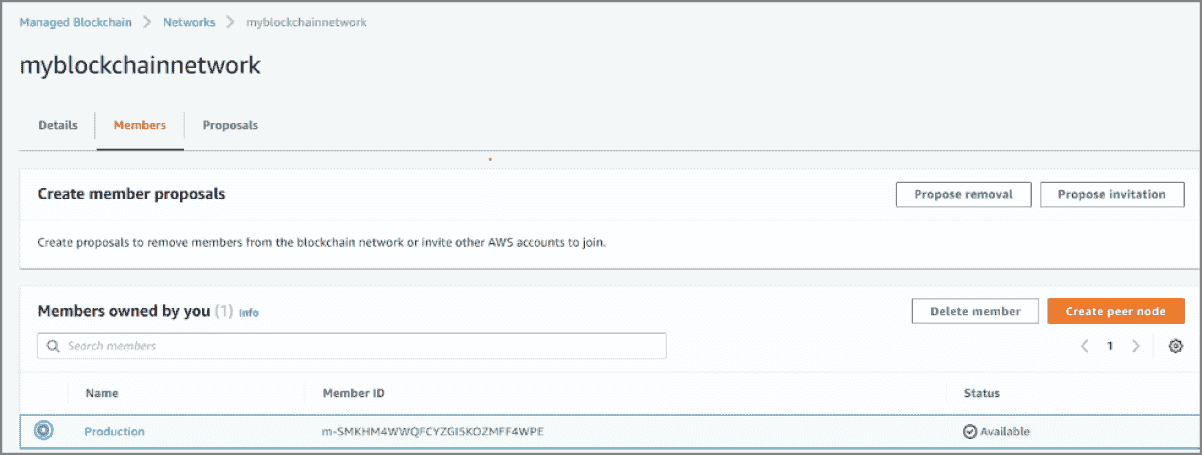 Managed Blockchain > Networks > myblockchainnetwork
myblockchainnetwork
Details Members Proposals
Create member proposals Propose removal Propose invitation
Create proposals to remove members from the blockchain network or invite other AWS accounts to join.
Members owned by you (1) Info Delete member Create peer node
Search members < 1 >
Name Member ID Status
Production m-SMKHM4WWQFCYZGI5KOZMFF4WPE Available